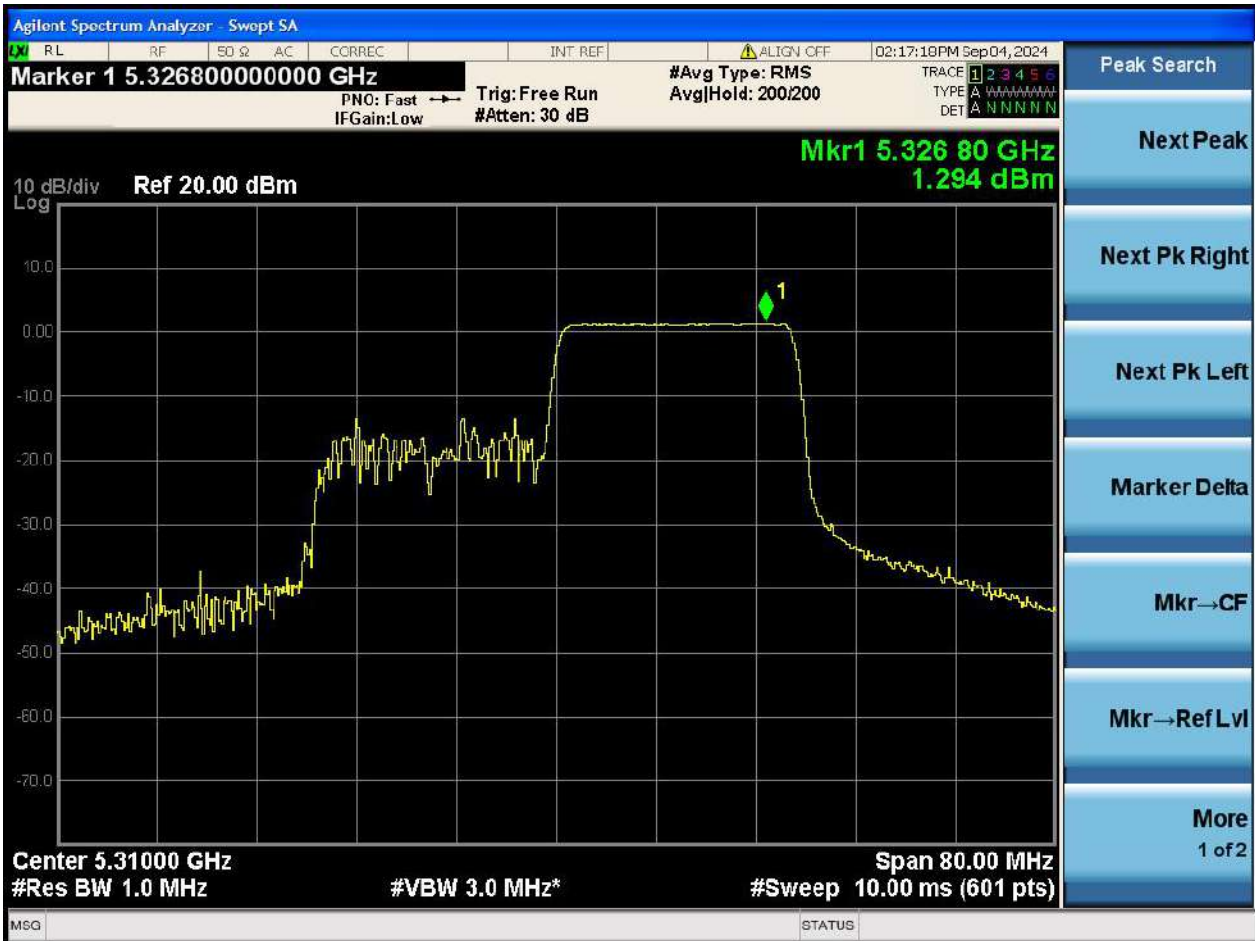 Agilent Spectrum Analyzer - Swept SA
LXI RL RF 50 Ω AC CORREC INT REF ALIGN OFF 02:17:18PM Sep04, 2024
Marker 1 5.326800000000 GHz
PNO: Fast
IFGain:Low
Trig: Free Run
#Atten: 30 dB
#Avg Type: RMS
Avg|Hold: 200/200
TRACE 1 2 3 4 5 6
TYPE A
DET A N N N N N
Mkr1 5.326 80 GHz
1.294 dBm
10 dB/div Ref 20.00 dBm
Log
10.0
1
0.00
-10.0
-20.0
-30.0
-40.0
-50.0
-60.0
-70.0
Center 5.31000 GHz Span 80.00 MHz
#Res BW 1.0 MHz #VBW 3.0 MHz* #Sweep 10.00 ms (601 pts)
MSG STATUS
Peak Search
Next Peak
Next Pk Right
Next Pk Left
Marker Delta
Mkr→CF
Mkr→Ref Lvl
More
1 of 2